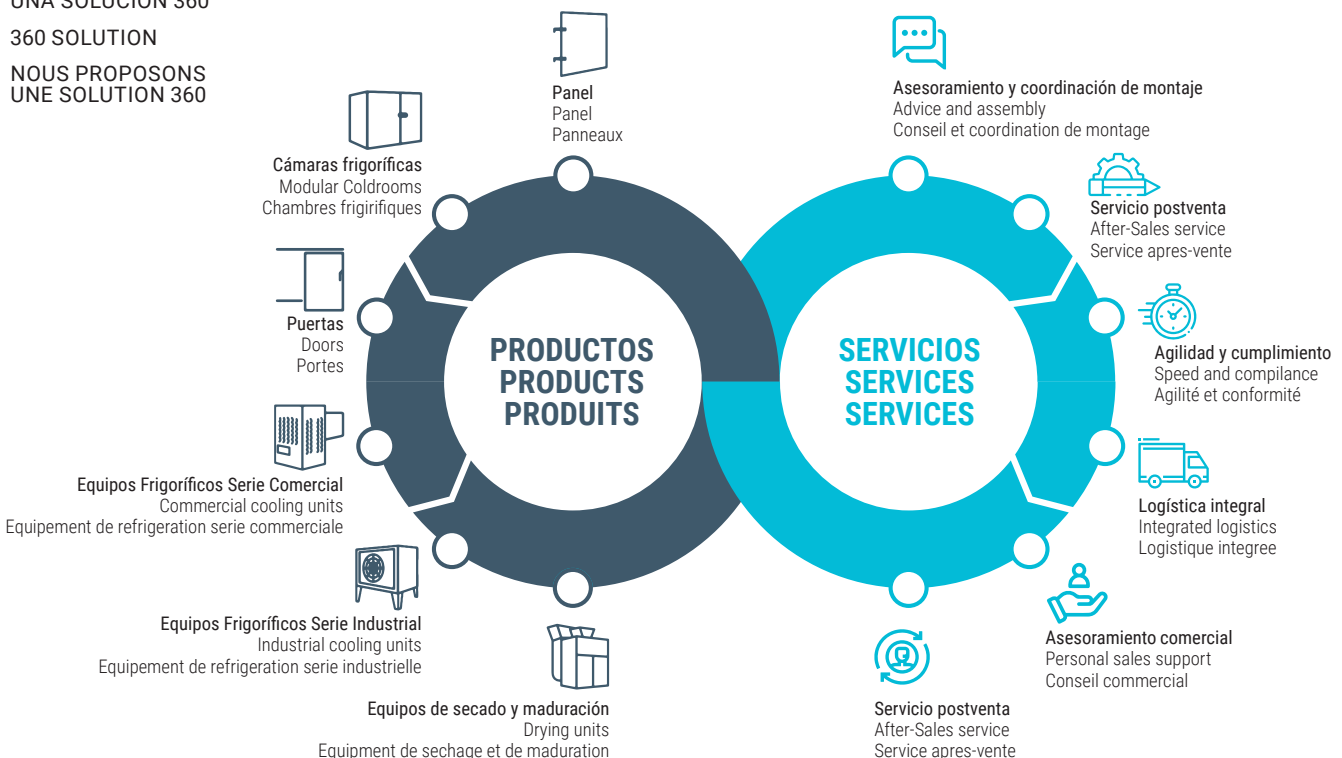 UNA SOLUCIÓN 360
360 SOLUTION
NOUS PROPOSONS
UNE SOLUTION 360
Panel
Panel
Panneaux
Cámaras frigoríficas
Modular Coldrooms
Chambres frigirifiques
Puertas
Doors
Portes
Equipos Frigoríficos Serie Comercial
Commercial cooling units
Equipement de refrigeration serie commerciale
Equipos Frigoríficos Serie Industrial
Industrial cooling units
Equipement de refrigeration serie industrielle
Equipos de secado y maduración
Drying units
Equipment de sechage et de maduration
PRODUCTOS
PRODUCTS
PRODUITS
SERVICIOS
SERVICES
SERVICES
Asesoramiento y coordinación de montaje
Advice and assembly
Conseil et coordination de montage
Servicio postventa
After-Sales service
Service apres-vente
Agilidad y cumplimiento
Speed and compilance
Agilité et conformité
Logística integral
Integrated logistics
Logistique integree
Asesoramiento comercial
Personal sales support
Conseil commercial
Servicio postventa
After-Sales service
Service apres-vente